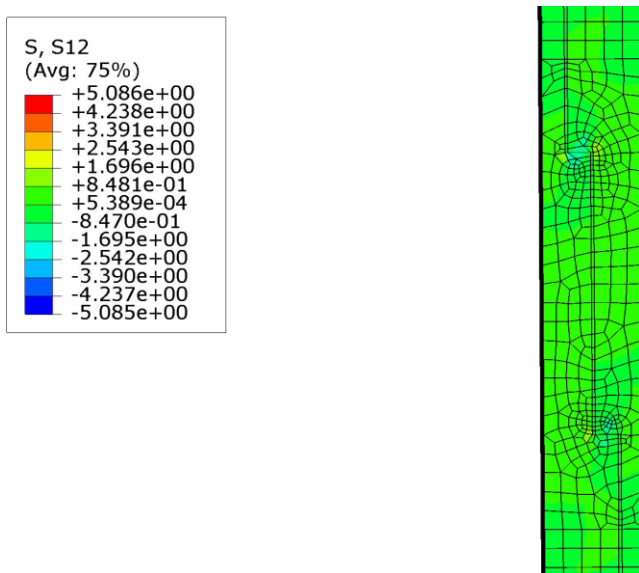 S, S12
(Avg: 75%)
+5.086e+00
+4.238e+00
+3.391e+00
+2.543e+00
+1.696e+00
+8.481e-01
+5.389e-04
-8.470e-01
-1.695e+00
-2.542e+00
-3.390e+00
-4.237e+00
-5.085e+00